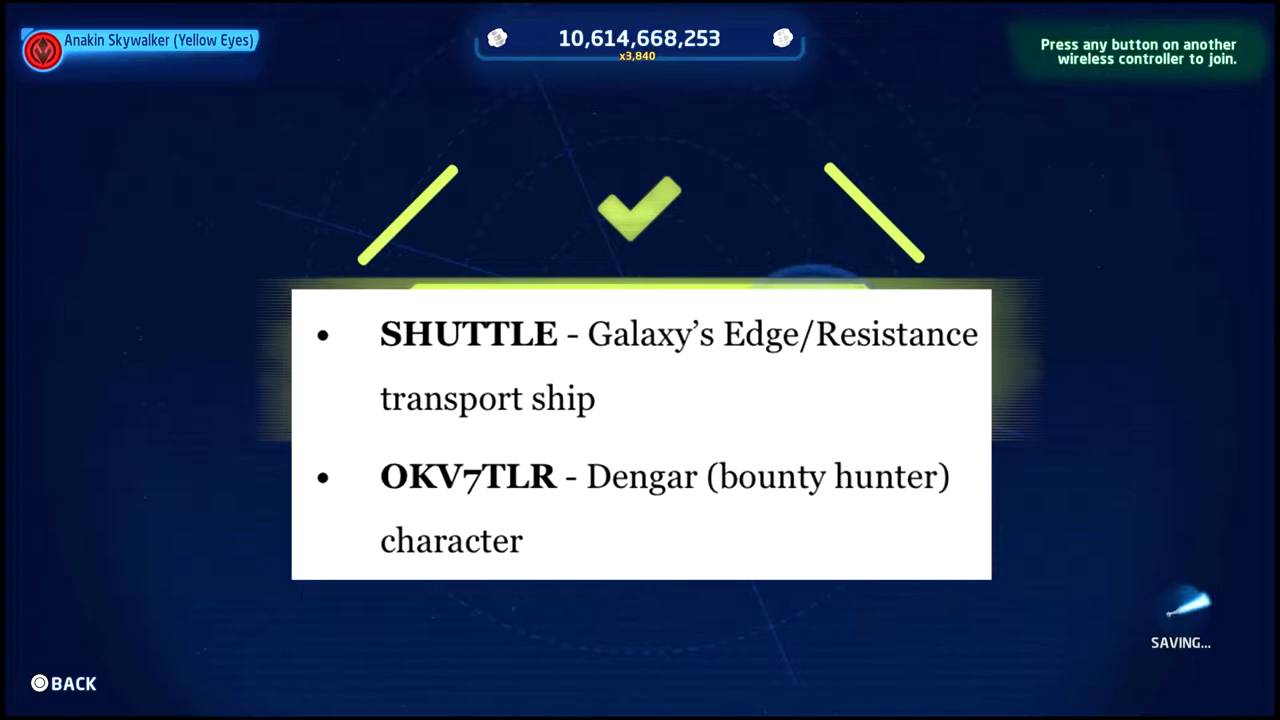 Anakin Skywalker (Yellow Eyes)
10,614,668,253
x3,840
Press any button on another
wireless controller to join.
• SHUTTLE - Galaxy’s Edge/Resistance
transport ship
• OKV7TLR - Dengar (bounty hunter)
character
SAVING...
BACK